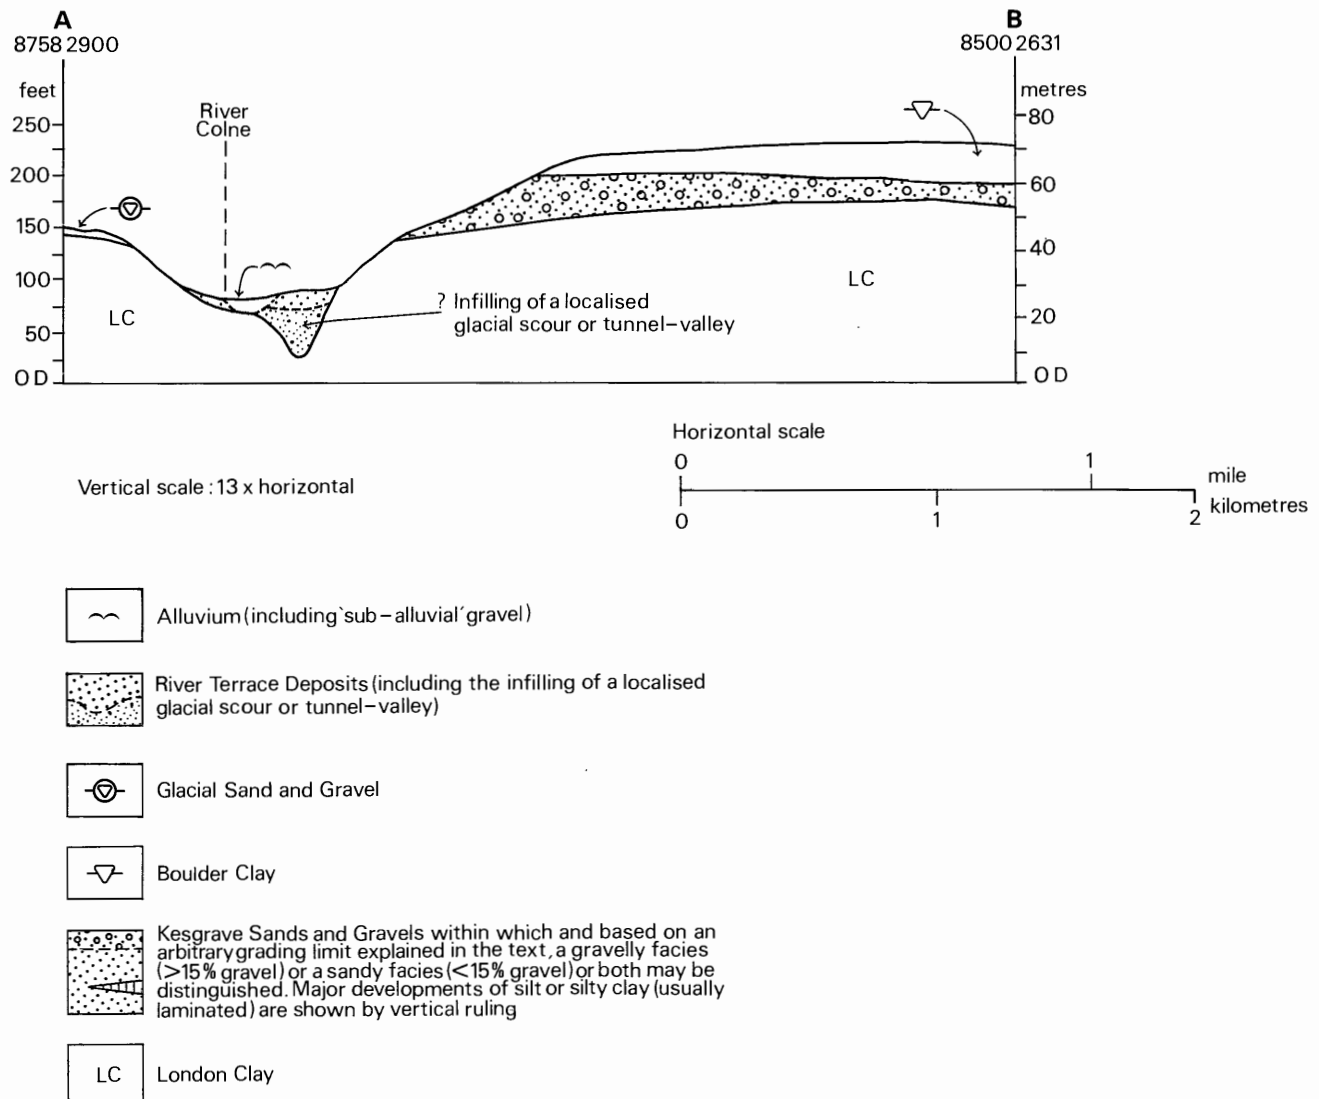 A
B
8758 2900
8500 2631
feet
metres
River
Colne
250
80
200
60
150
40
100
LC
LC
? Infilling of a localised
glacial scour or tunnel-valley
50
20
O D
O D
Horizontal scale
0
1
mile
Vertical scale : 13 x horizontal
kilometres
0
1
2
Alluvium (including 'sub-alluvial' gravel)
River Terrace Deposits (including the infilling of a localised
glacial scour or tunnel-valley)
Glacial Sand and Gravel
Boulder Clay
Kesgrave Sands and Gravels within which and based on an
arbitrary grading limit explained in the text, a gravelly facies
(>15% gravel) or a sandy facies (<15% gravel) or both may be
distinguished. Major developments of silt or silty clay (usually
laminated) are shown by vertical ruling
LC
London Clay